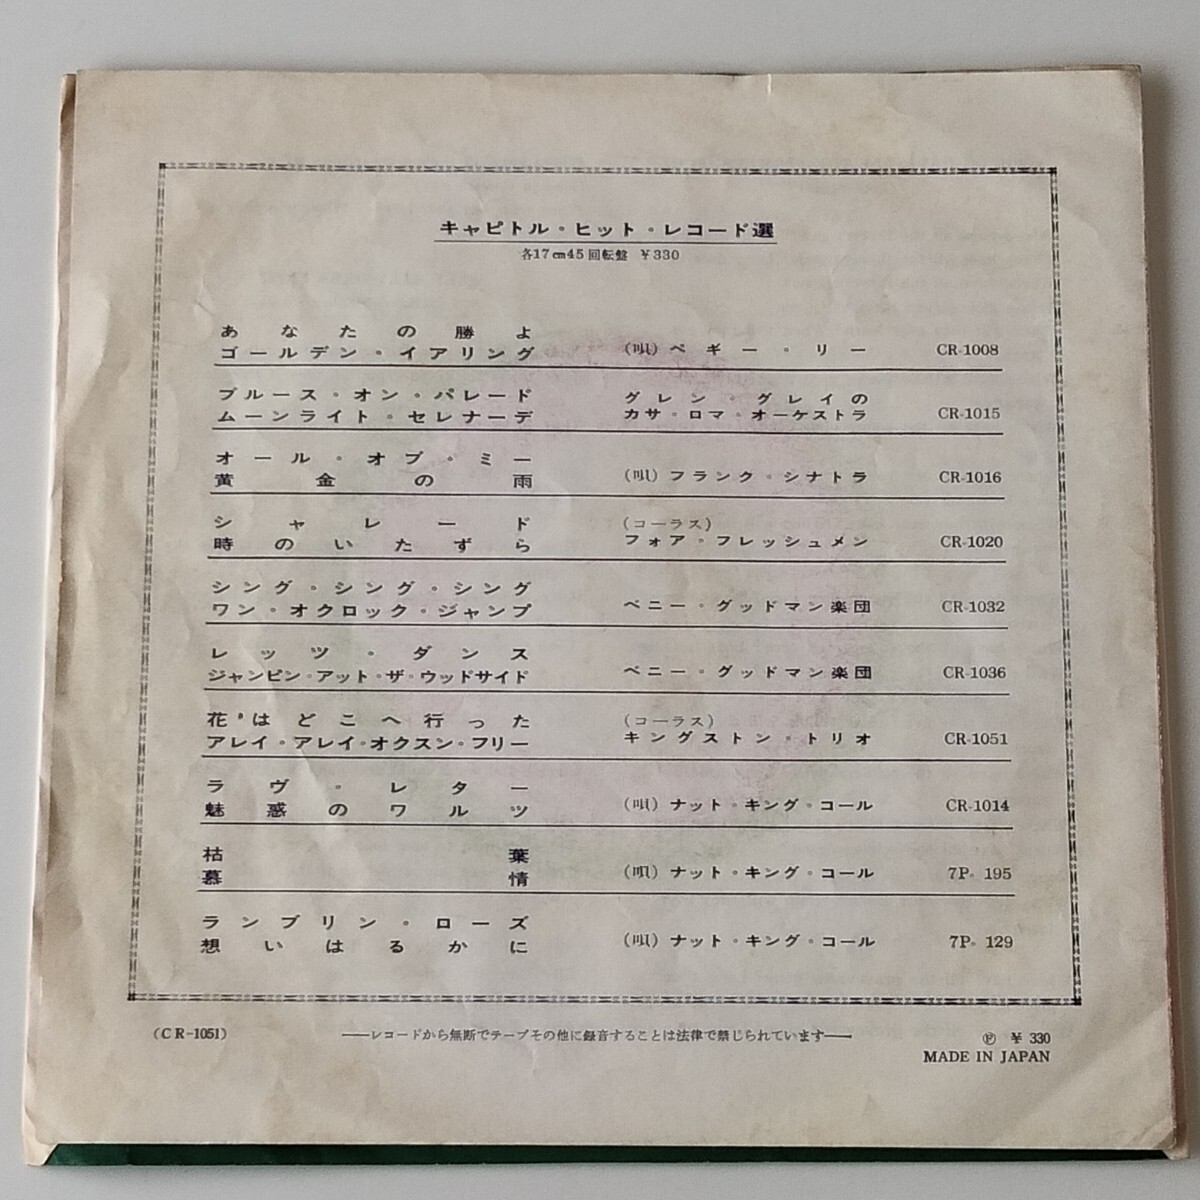 キャピトル・ヒット・レコード選
各17cm45回転盤 ￥330
あなたの勝よ
ゴールデン・イアリング
(唄) ペギー・リー
CR-1008
ブルース・オン・パレード
ムーンライト・セレナーデ
グレン・グレイの
カサ・ロマ・オーケストラ
CR-1015
オール・オブ・ミー
黄金の雨
(唄) フランク・シナトラ
CR-1016
シャレード
時のいたずら
(コーラス)
フォア・フレッシュメン
CR-1020
シング・シング・シング
ワン・オクロック・ジャンプ
ベニー・グッドマン楽団
CR-1032
レッツ・ダンス
ジャンピン・アット・ザ・ウッドサイド
ベニー・グッドマン楽団
CR-1036
花はどこへ行った
アレイ・アレイ・オクスン・フリー
(コーラス)
キングストン・トリオ
CR-1051
ラヴ・レター
魅惑のワルツ
(唄) ナット・キング・コール
CR-1014
枯葉
慕情
(唄) ナット・キング・コール
7P-195
ランブリン・ローズ
想いはるかに
(唄) ナット・キング・コール
7P-129
(CR-1051)
──レコードから無断でテープその他に録音することは法律で禁じられています──
Ⓟ ￥330
MADE IN JAPAN